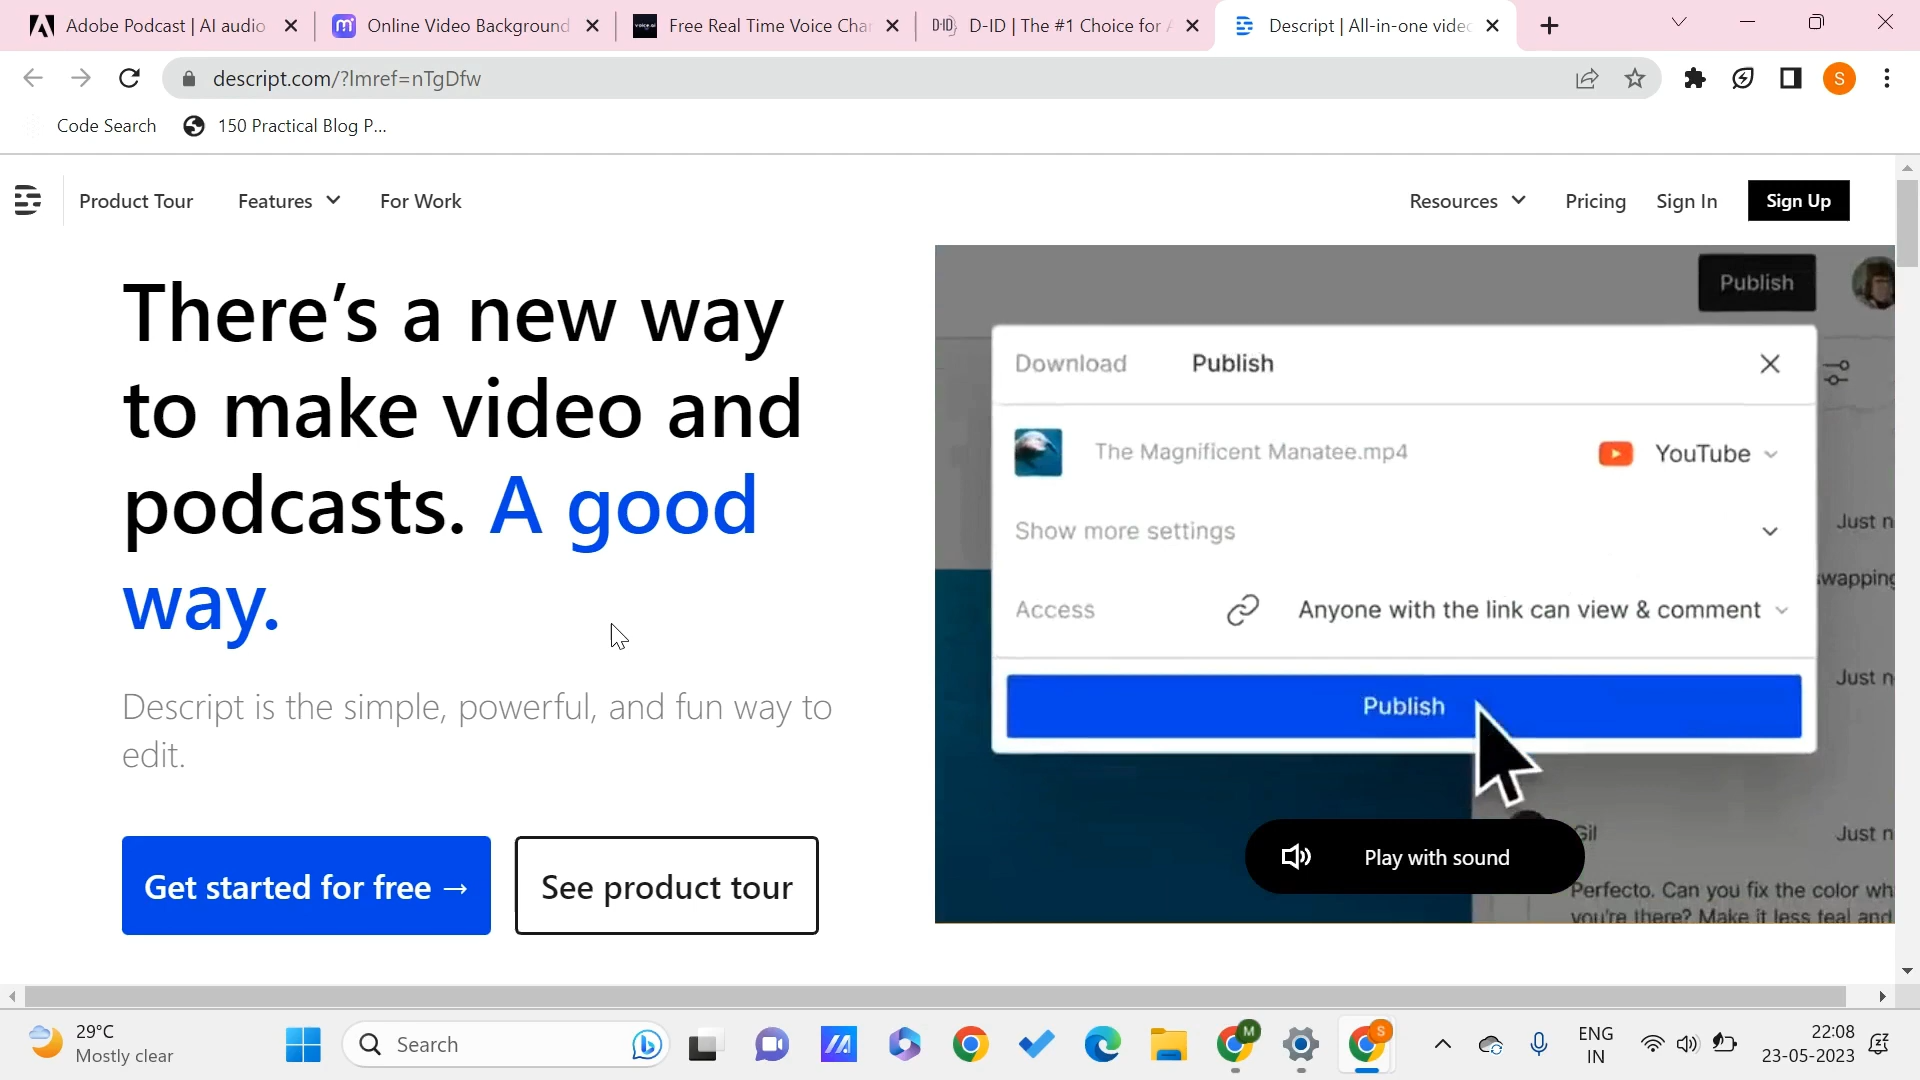 Adobe Podcast | AI audio
Online Video Background
Free Real Time Voice Cha
D-ID | The #1 Choice for A
Descript | All-in-one video
descript.com/?lmref=nTgDfw
S
Code Search
150 Practical Blog P...
Product Tour
Features
For Work
Resources
Pricing
Sign In
Sign Up
There's a new way
to make video and
podcasts. A good
way.
Descript is the simple, powerful, and fun way to
edit.
Get started for free →
See product tour
Publish
Download
Publish
The Magnificent Manatee.mp4
YouTube
Show more settings
Access
Anyone with the link can view & comment
Publish
Just n
swapping
Just n
Gil
Just n
Play with sound
Perfecto. Can you fix the color wh
you're there? Make it less teal and
29°C
Mostly clear
Search
M
S
ENG
IN
22:08
23-05-2023